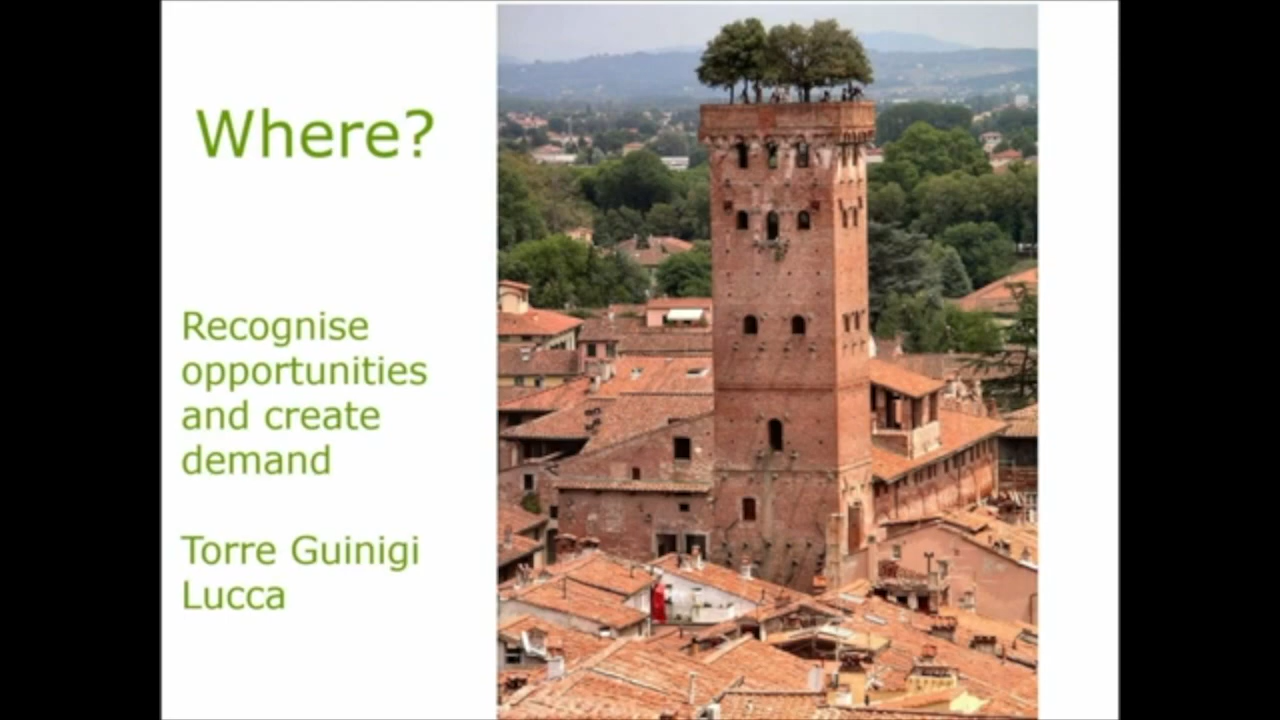 Where?
Recognise
opportunities
and create
demand
Torre Guinigi
Lucca